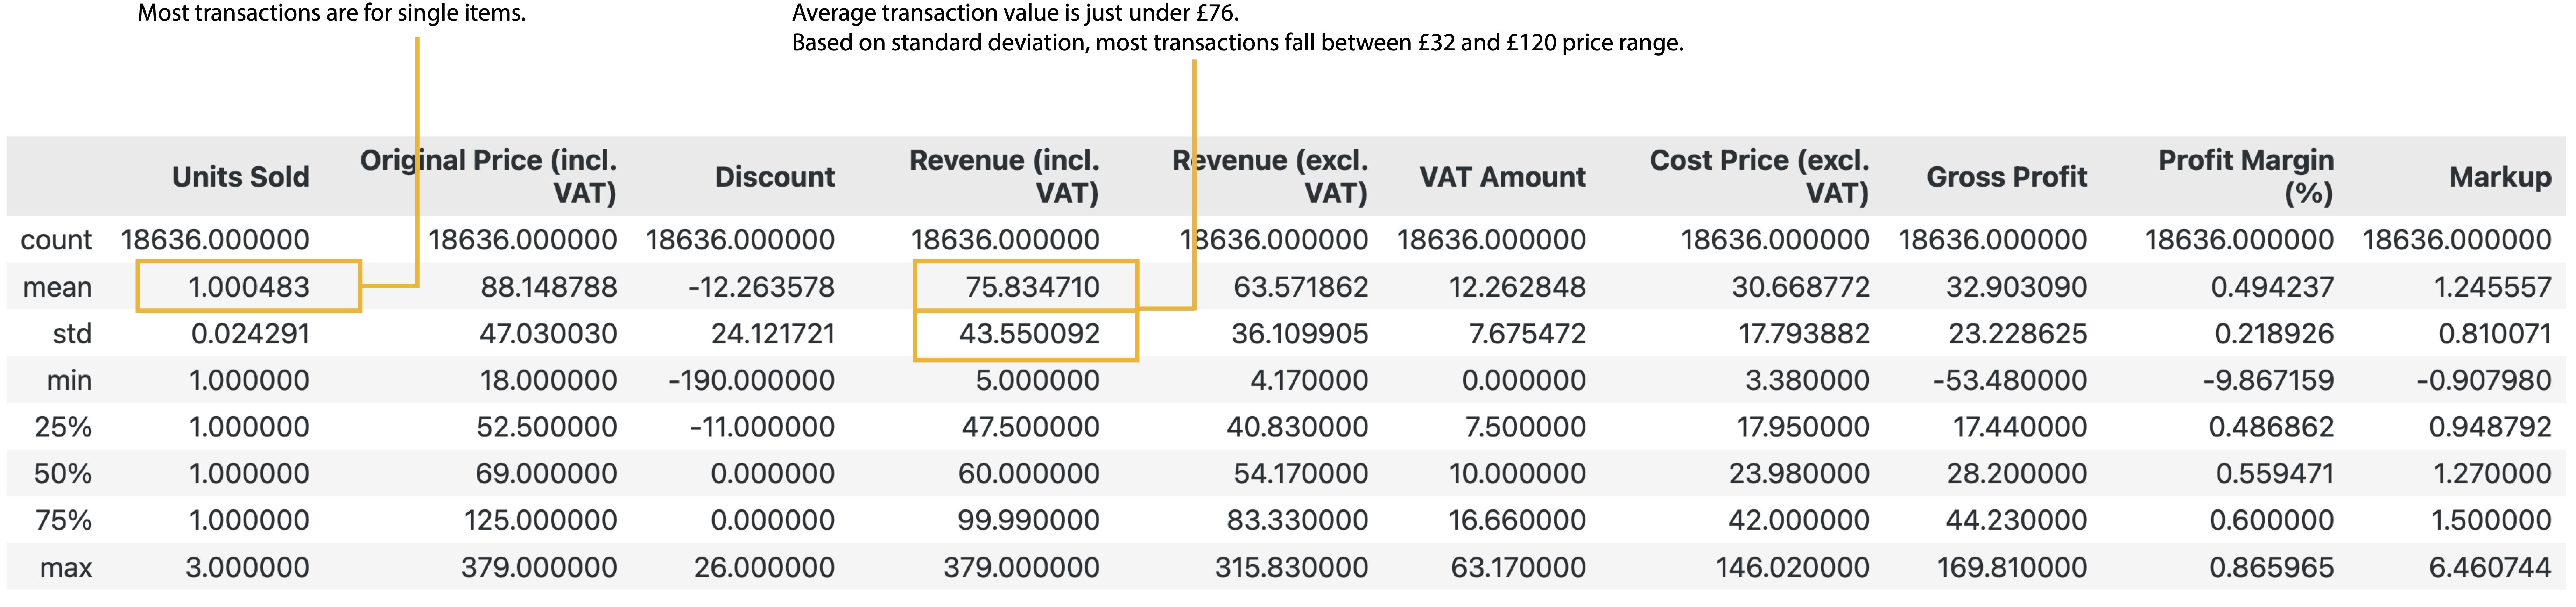 Most transactions are for single items.
Average transaction value is just under £76.
Based on standard deviation, most transactions fall between £32 and £120 price range.
Units Sold Original Price (incl. VAT) Discount Revenue (incl. VAT) Revenue (excl. VAT) VAT Amount Cost Price (excl. VAT) Gross Profit Profit Margin (%) Markup
count 18636.000000 18636.000000 18636.000000 18636.000000 18636.000000 18636.000000 18636.000000 18636.000000 18636.000000 18636.000000
mean 1.000483 88.148788 -12.263578 75.834710 63.571862 12.262848 30.668772 32.903090 0.494237 1.245557
std 0.024291 47.030030 24.121721 43.550092 36.109905 7.675472 17.793882 23.228625 0.218926 0.810071
min 1.000000 18.000000 -190.000000 5.000000 4.170000 0.000000 3.380000 -53.480000 -9.867159 -0.907980
25% 1.000000 52.500000 -11.000000 47.500000 40.830000 7.500000 17.950000 17.440000 0.486862 0.948792
50% 1.000000 69.000000 0.000000 60.000000 54.170000 10.000000 23.980000 28.200000 0.559471 1.270000
75% 1.000000 125.000000 0.000000 99.990000 83.330000 16.660000 42.000000 44.230000 0.600000 1.500000
max 3.000000 379.000000 26.000000 379.000000 315.830000 63.170000 146.020000 169.810000 0.865965 6.460744